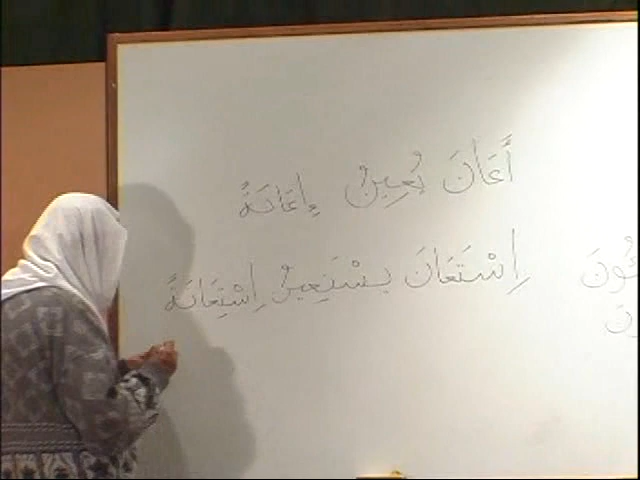 أَعَانَ يُعِينُ إِعَانَةً
إِسْتَعَانَ يَسْتَعِينُ اِسْتِعَانَةً